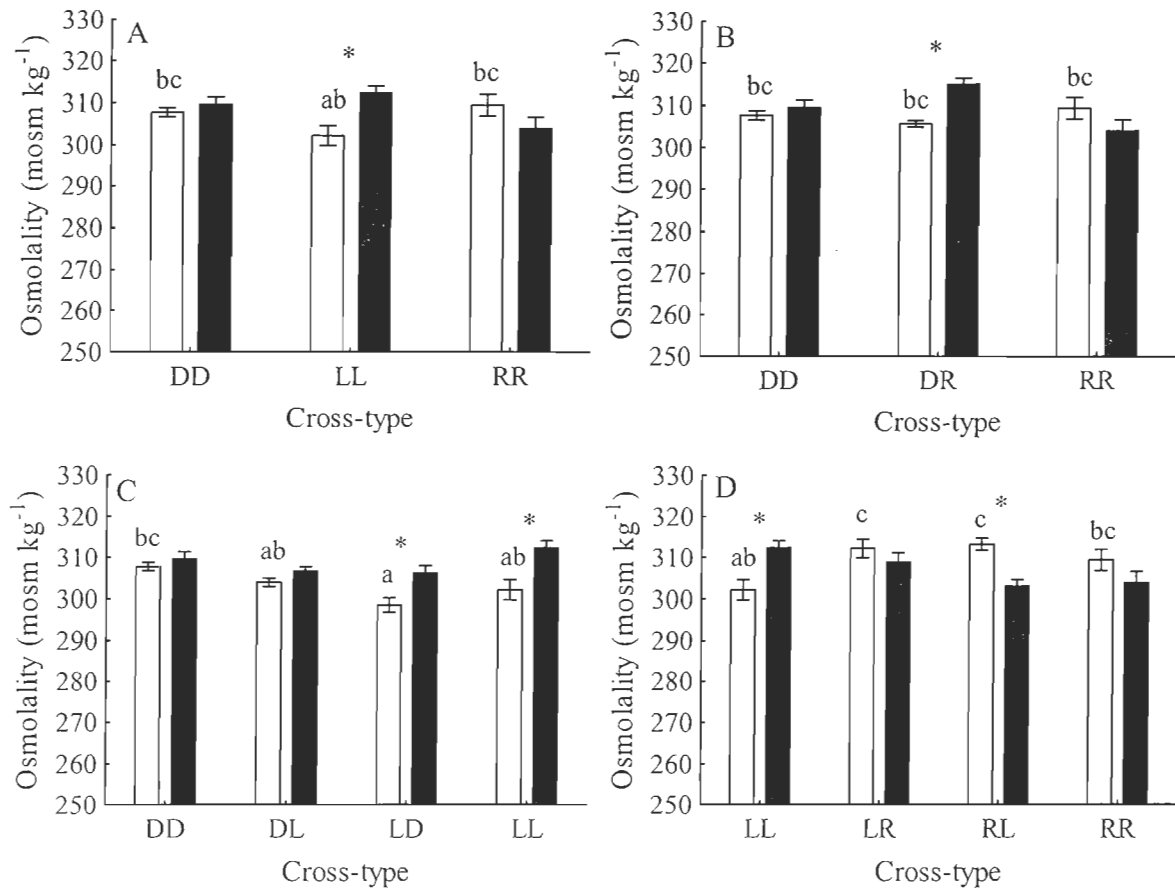 A
Osmolality (mosm kg-1)
330
320
310
300
290
280
270
260
250
bc
*
ab
bc
DD LL RR
Cross-type
B
Osmolality (mosm kg-1)
330
320
310
300
290
280
270
260
250
bc
*
bc
bc
DD DR RR
Cross-type
C
Osmolality (mosm kg-1)
330
320
310
300
290
280
270
260
250
bc
ab
*
a
*
ab
DD DL LD LL
Cross-type
D
Osmolality (mosm kg-1)
330
320
310
300
290
280
270
260
250
*
ab
c
*
c
bc
LL LR RL RR
Cross-type